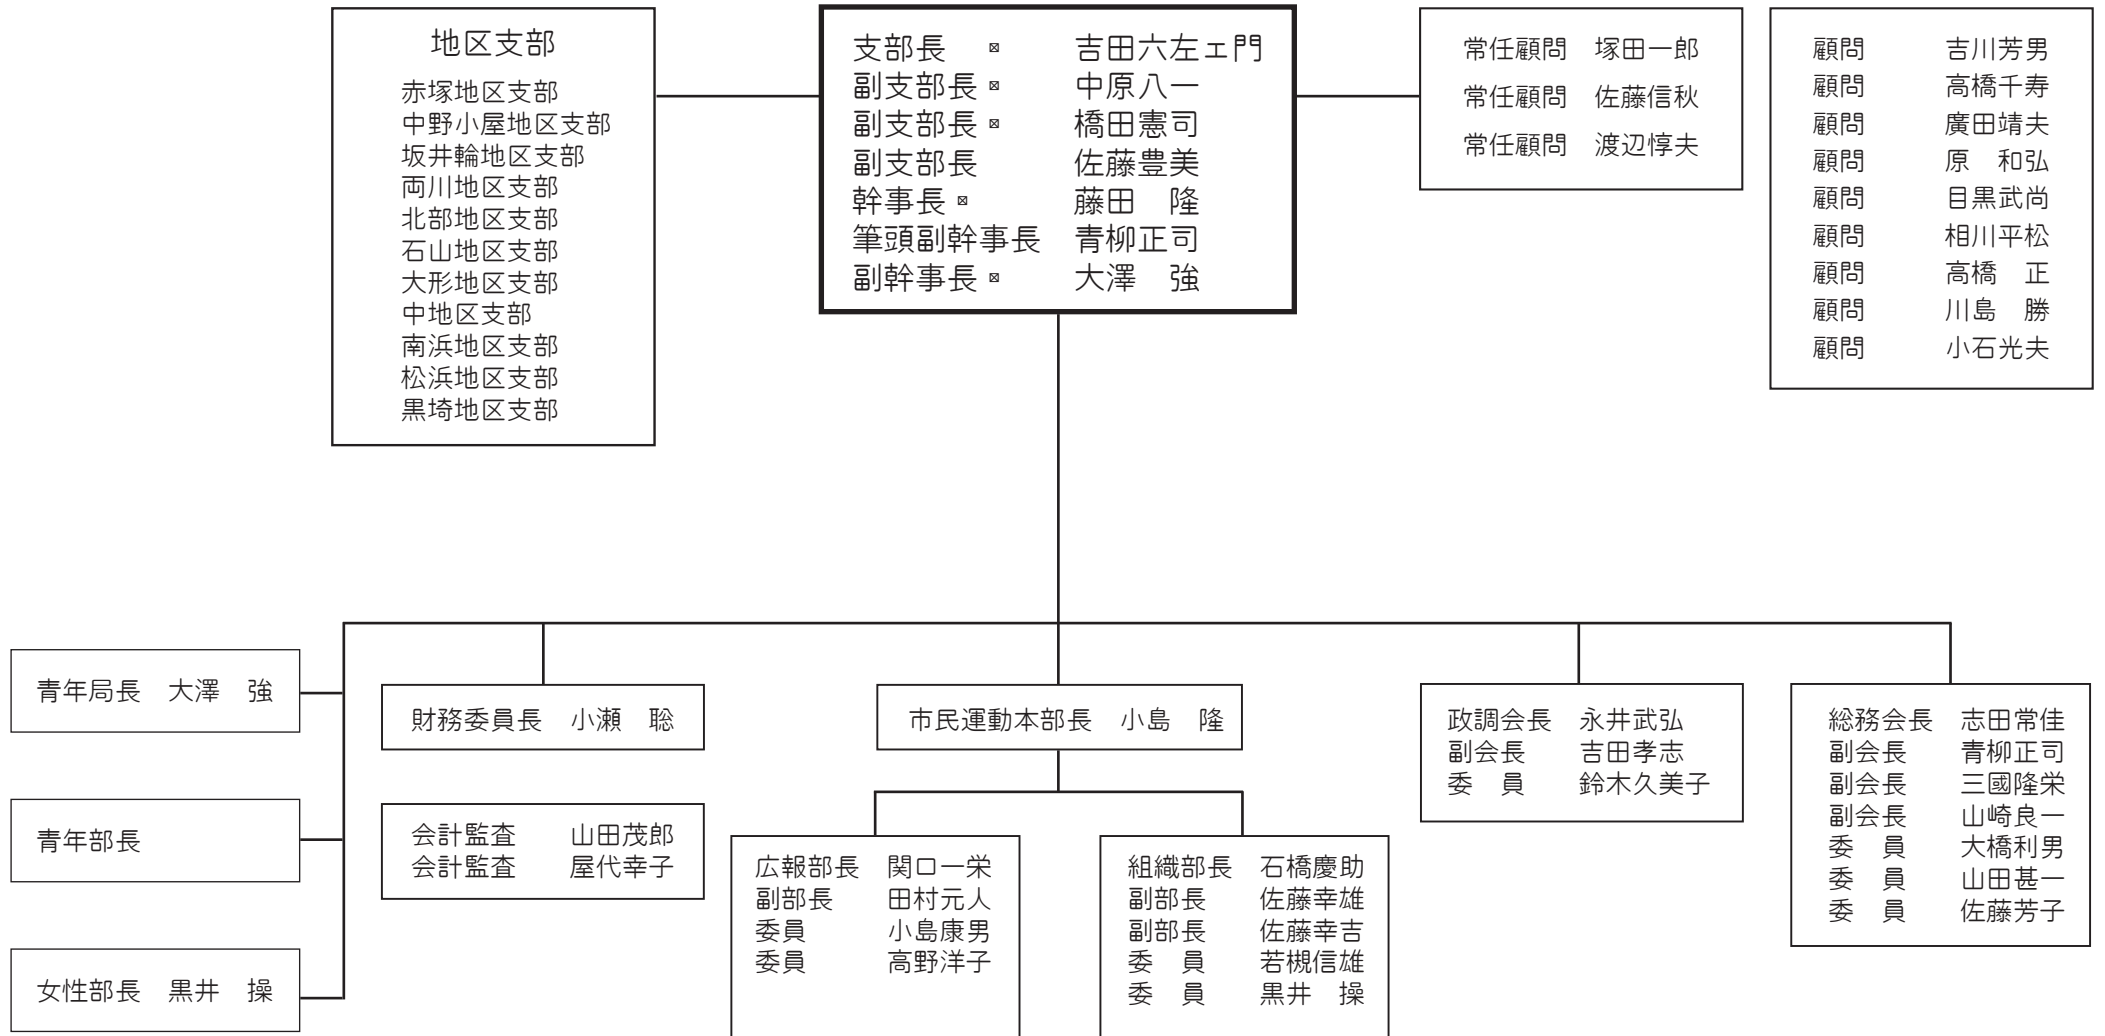 地区支部
赤塚地区支部
中野小屋地区支部
坂井輪地区支部
両川地区支部
北部地区支部
石山地区支部
大形地区支部
中地区支部
南浜地区支部
松浜地区支部
黒埼地区支部
支部長　吉田六左エ門
副支部長　中原八一
副支部長　橋田憲司
副支部長　佐藤豊美
幹事長　藤田　隆
筆頭副幹事長　青柳正司
副幹事長　大澤　強
常任顧問　塚田一郎
常任顧問　佐藤信秋
常任顧問　渡辺惇夫
顧問　吉川芳男
顧問　高橋千寿
顧問　廣田靖夫
顧問　原　和弘
顧問　目黒武尚
顧問　相川平松
顧問　高橋　正
顧問　川島　勝
顧問　小石光夫
青年局長　大澤　強
青年部長
女性部長　黒井　操
財務委員長　小瀬　聡
会計監査　山田茂郎
会計監査　屋代幸子
市民運動本部長　小島　隆
広報部長　関口一栄
副部長　田村元人
委員　小島康男
委員　高野洋子
組織部長　石橋慶助
副部長　佐藤幸雄
副部長　佐藤幸吉
委　員　若槻信雄
委　員　黒井　操
政調会長　永井武弘
副会長　吉田孝志
委　員　鈴木久美子
総務会長　志田常佳
副会長　青柳正司
副会長　三國隆栄
副会長　山崎良一
委　員　大橋利男
委　員　山田甚一
委　員　佐藤芳子